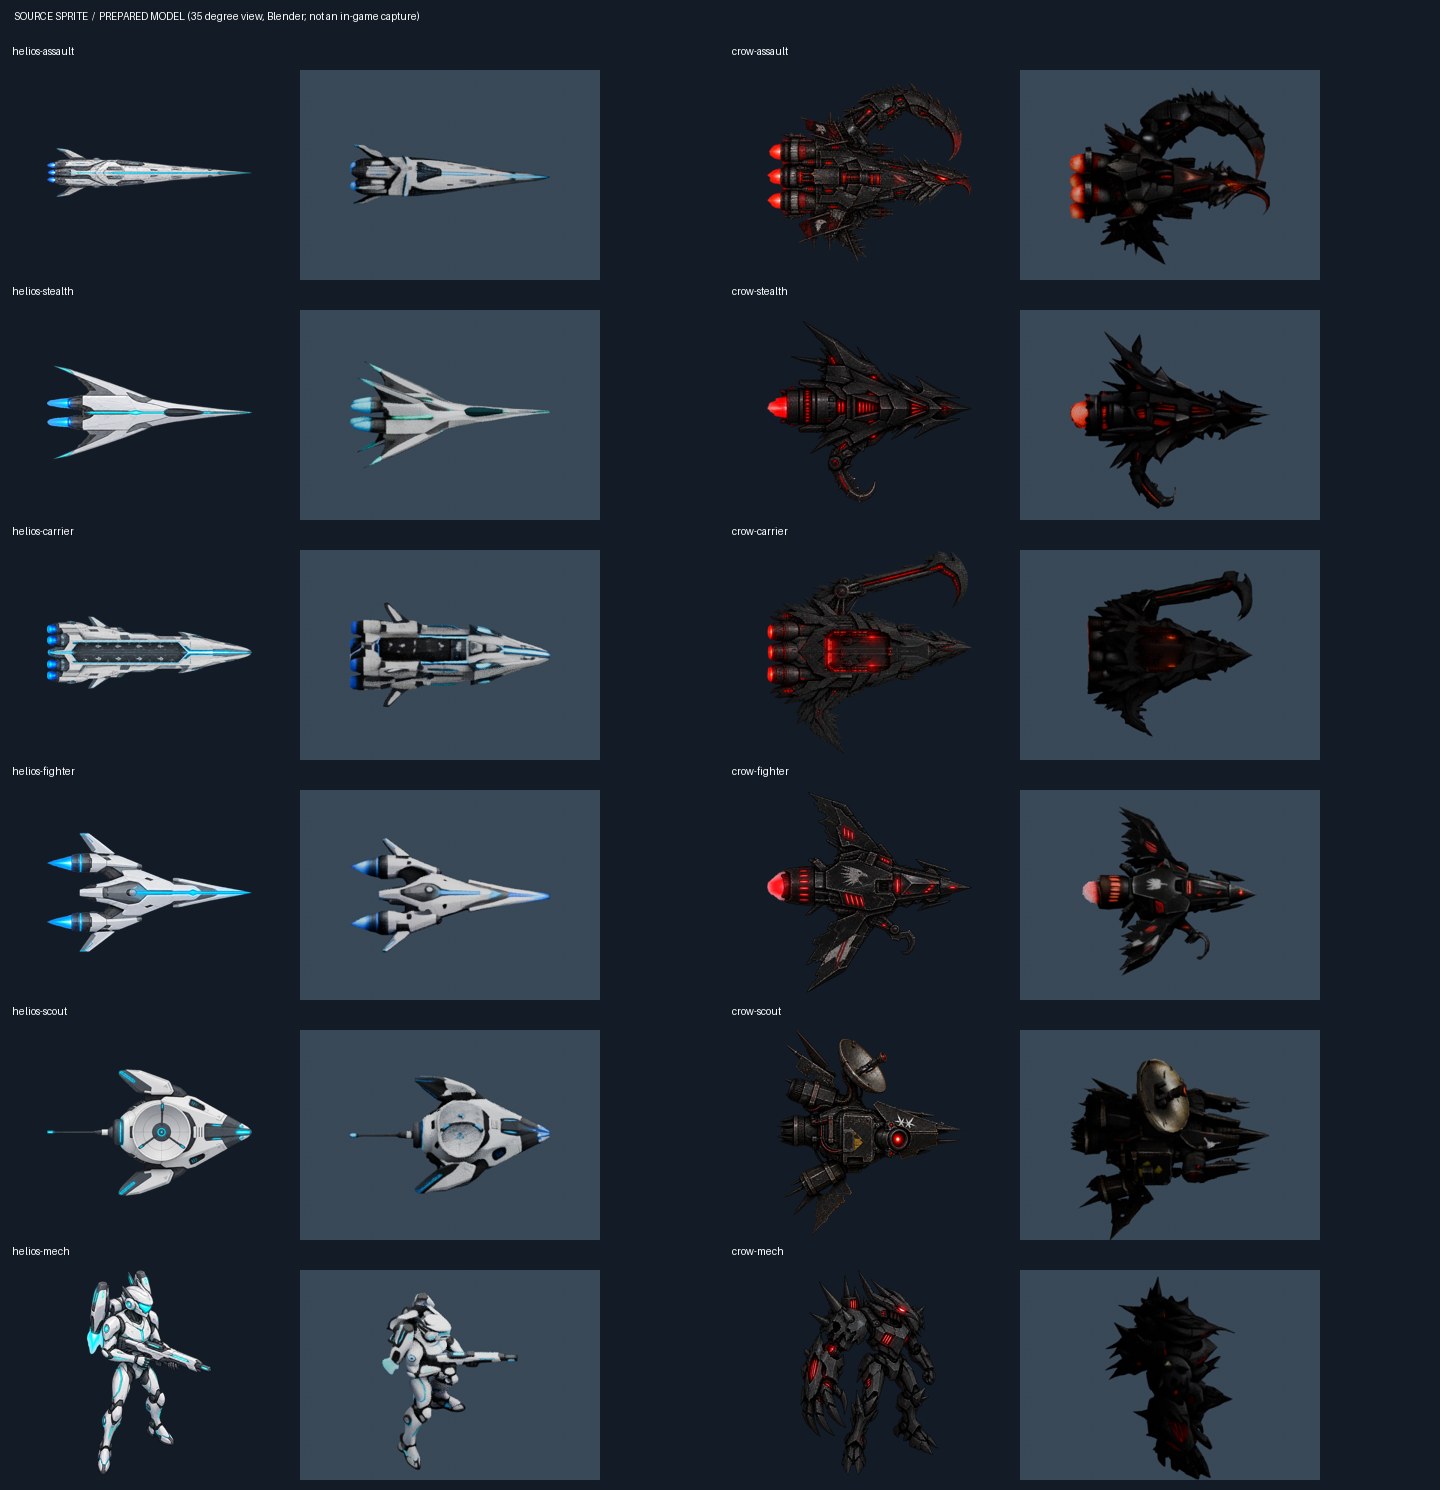 SOURCE SPRITE / PREPARED MODEL (35 degree view, Blender; not an in-game capture)
helios-assault
crow-assault
helios-stealth
crow-stealth
helios-carrier
crow-carrier
helios-fighter
crow-fighter
helios-scout
crow-scout
helios-mech
crow-mech